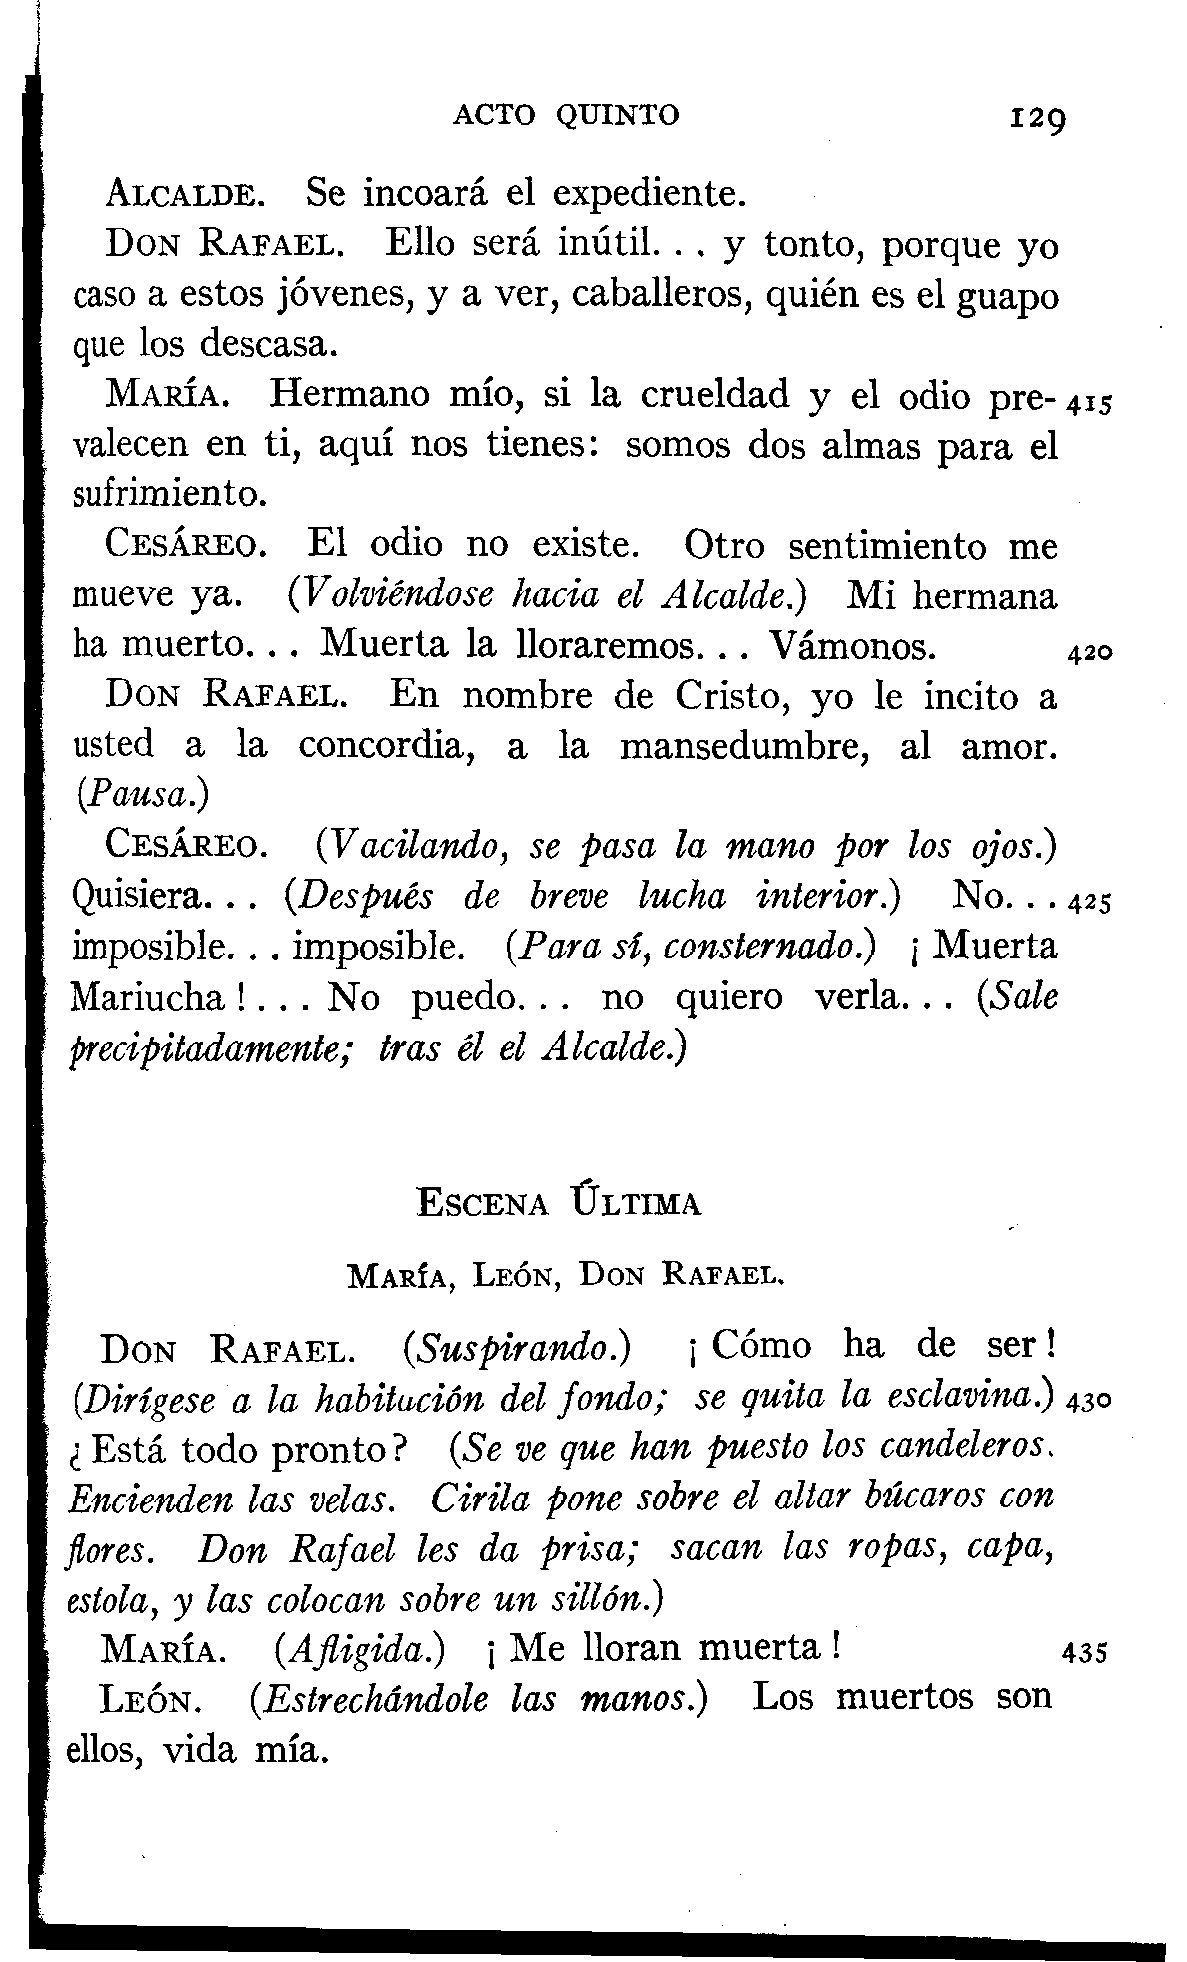 ACTO QUINTO 129
ALCALDE. Se incoará el expediente.
DON RAFAEL. Ello será inútil. . . y tonto, porque yo
caso a estos jóvenes, y a ver, caballeros, quién es el guapo
que los descasa.
MARÍA. Hermano mío, si la crueldad y el odio pre- 415
valecen en ti, aquí nos tienes: somos dos almas para el
sufrimiento.
CESÁREO. El odio no existe. Otro sentimiento me
mueve ya. (Volviéndose hacia el Alcalde.) Mi hermana
ha muerto. . . Muerta la lloraremos. . . Vámonos. 420
DON RAFAEL. En nombre de Cristo, yo le incito a
usted a la concordia, a la mansedumbre, al amor.
(Pausa.)
CESÁREO. (Vacilando, se pasa la mano por los ojos.)
Quisiera. . . (Después de breve lucha interior.) No. . . 425
imposible. . . imposible. (Para sí, consternado.) ¡ Muerta
Mariucha ! . . . No puedo. . . no quiero verla. . . (Sale
precipitadamente; tras él el Alcalde.)
ESCENA ÚLTIMA
MARÍA, LEÓN, DON RAFAEL.
DON RAFAEL. (Suspirando.) ¡ Cómo ha de ser !
(Dirígese a la habitación del fondo; se quita la esclavina.) 430
¿ Está todo pronto ? (Se ve que han puesto los candeleros.
Encienden las velas. Cirila pone sobre el altar búcaros con
flores. Don Rafael les da prisa; sacan las ropas, capa,
estola, y las colocan sobre un sillón.)
MARÍA. (Afligida.) ¡ Me lloran muerta ! 435
LEÓN. (Estrechándole las manos.) Los muertos son
ellos, vida mía.